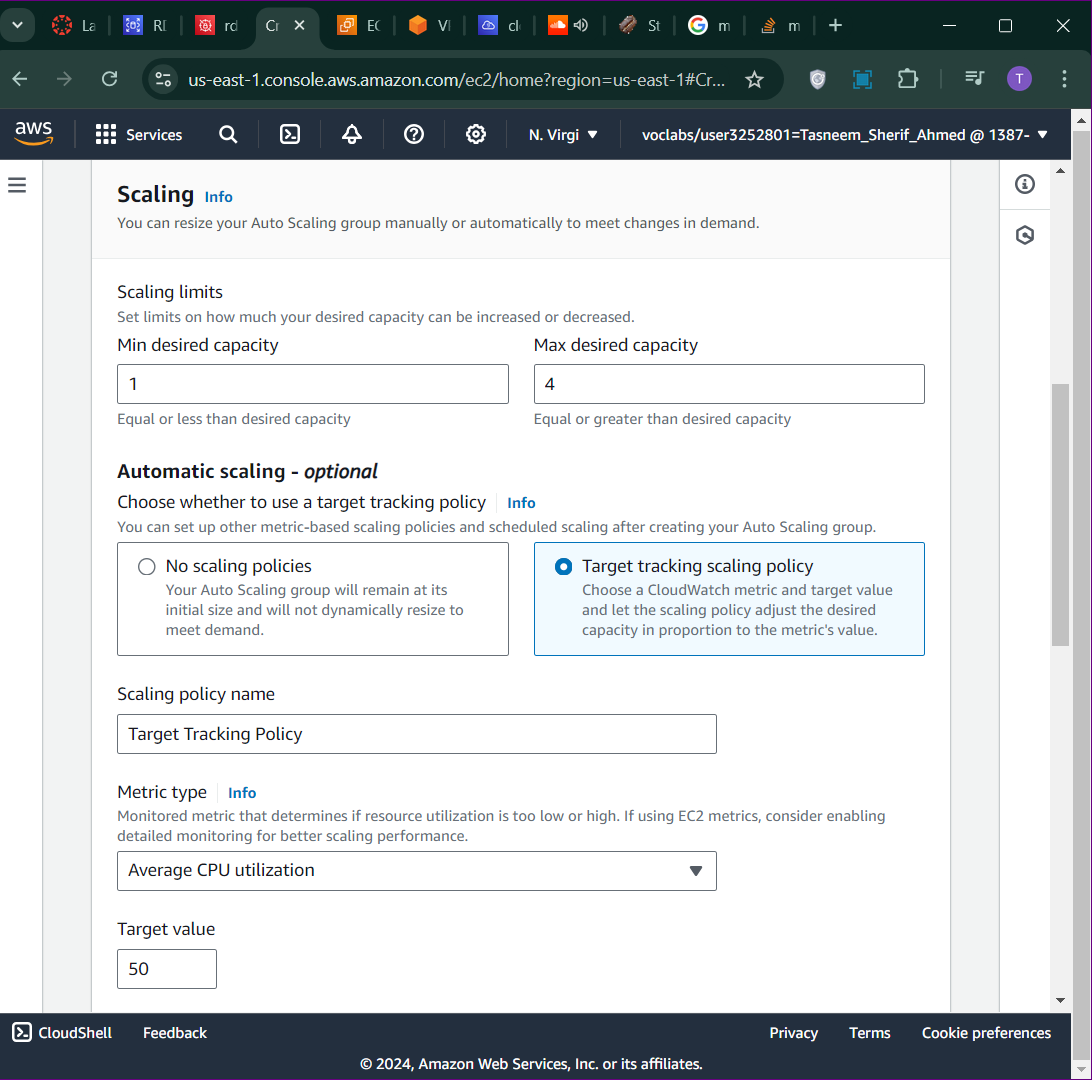 La
RD
rd
Cr
EC
VP
clo
St
m
m
us-east-1.console.aws.amazon.com/ec2/home?region=us-east-1#Cr...
T
aws
Services
N. Virgi
voclabs/user3252801=Tasneem_Sherif_Ahmed @ 1387-
Scaling Info
You can resize your Auto Scaling group manually or automatically to meet changes in demand.
Scaling limits
Set limits on how much your desired capacity can be increased or decreased.
Min desired capacity
Max desired capacity
1
4
Equal or less than desired capacity
Equal or greater than desired capacity
Automatic scaling - optional
Choose whether to use a target tracking policy Info
You can set up other metric-based scaling policies and scheduled scaling after creating your Auto Scaling group.
No scaling policies
Your Auto Scaling group will remain at its
initial size and will not dynamically resize to
meet demand.
Target tracking scaling policy
Choose a CloudWatch metric and target value
and let the scaling policy adjust the desired
capacity in proportion to the metric's value.
Scaling policy name
Target Tracking Policy
Metric type Info
Monitored metric that determines if resource utilization is too low or high. If using EC2 metrics, consider enabling
detailed monitoring for better scaling performance.
Average CPU utilization
Target value
50
CloudShell
Feedback
Privacy
Terms
Cookie preferences
© 2024, Amazon Web Services, Inc. or its affiliates.